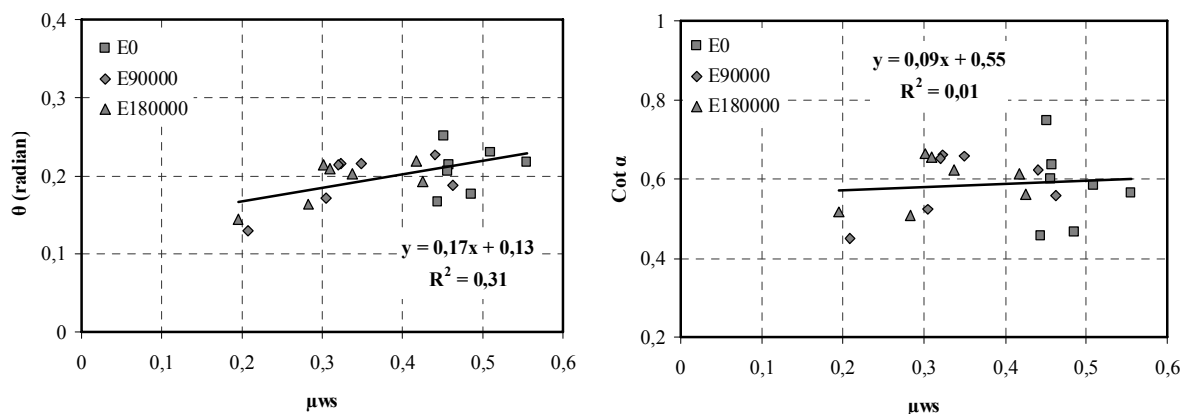 0,4
0,3
0,2
0,1
0
θ (radian)
E0
E90000
E180000
y = 0,17x + 0,13
R² = 0,31
0 0,1 0,2 0,3 0,4 0,5 0,6
μws
1
0,8
0,6
0,4
0,2
Cot α
E0
E90000
E180000
y = 0,09x + 0,55
R² = 0,01
0 0,1 0,2 0,3 0,4 0,5 0,6
μws